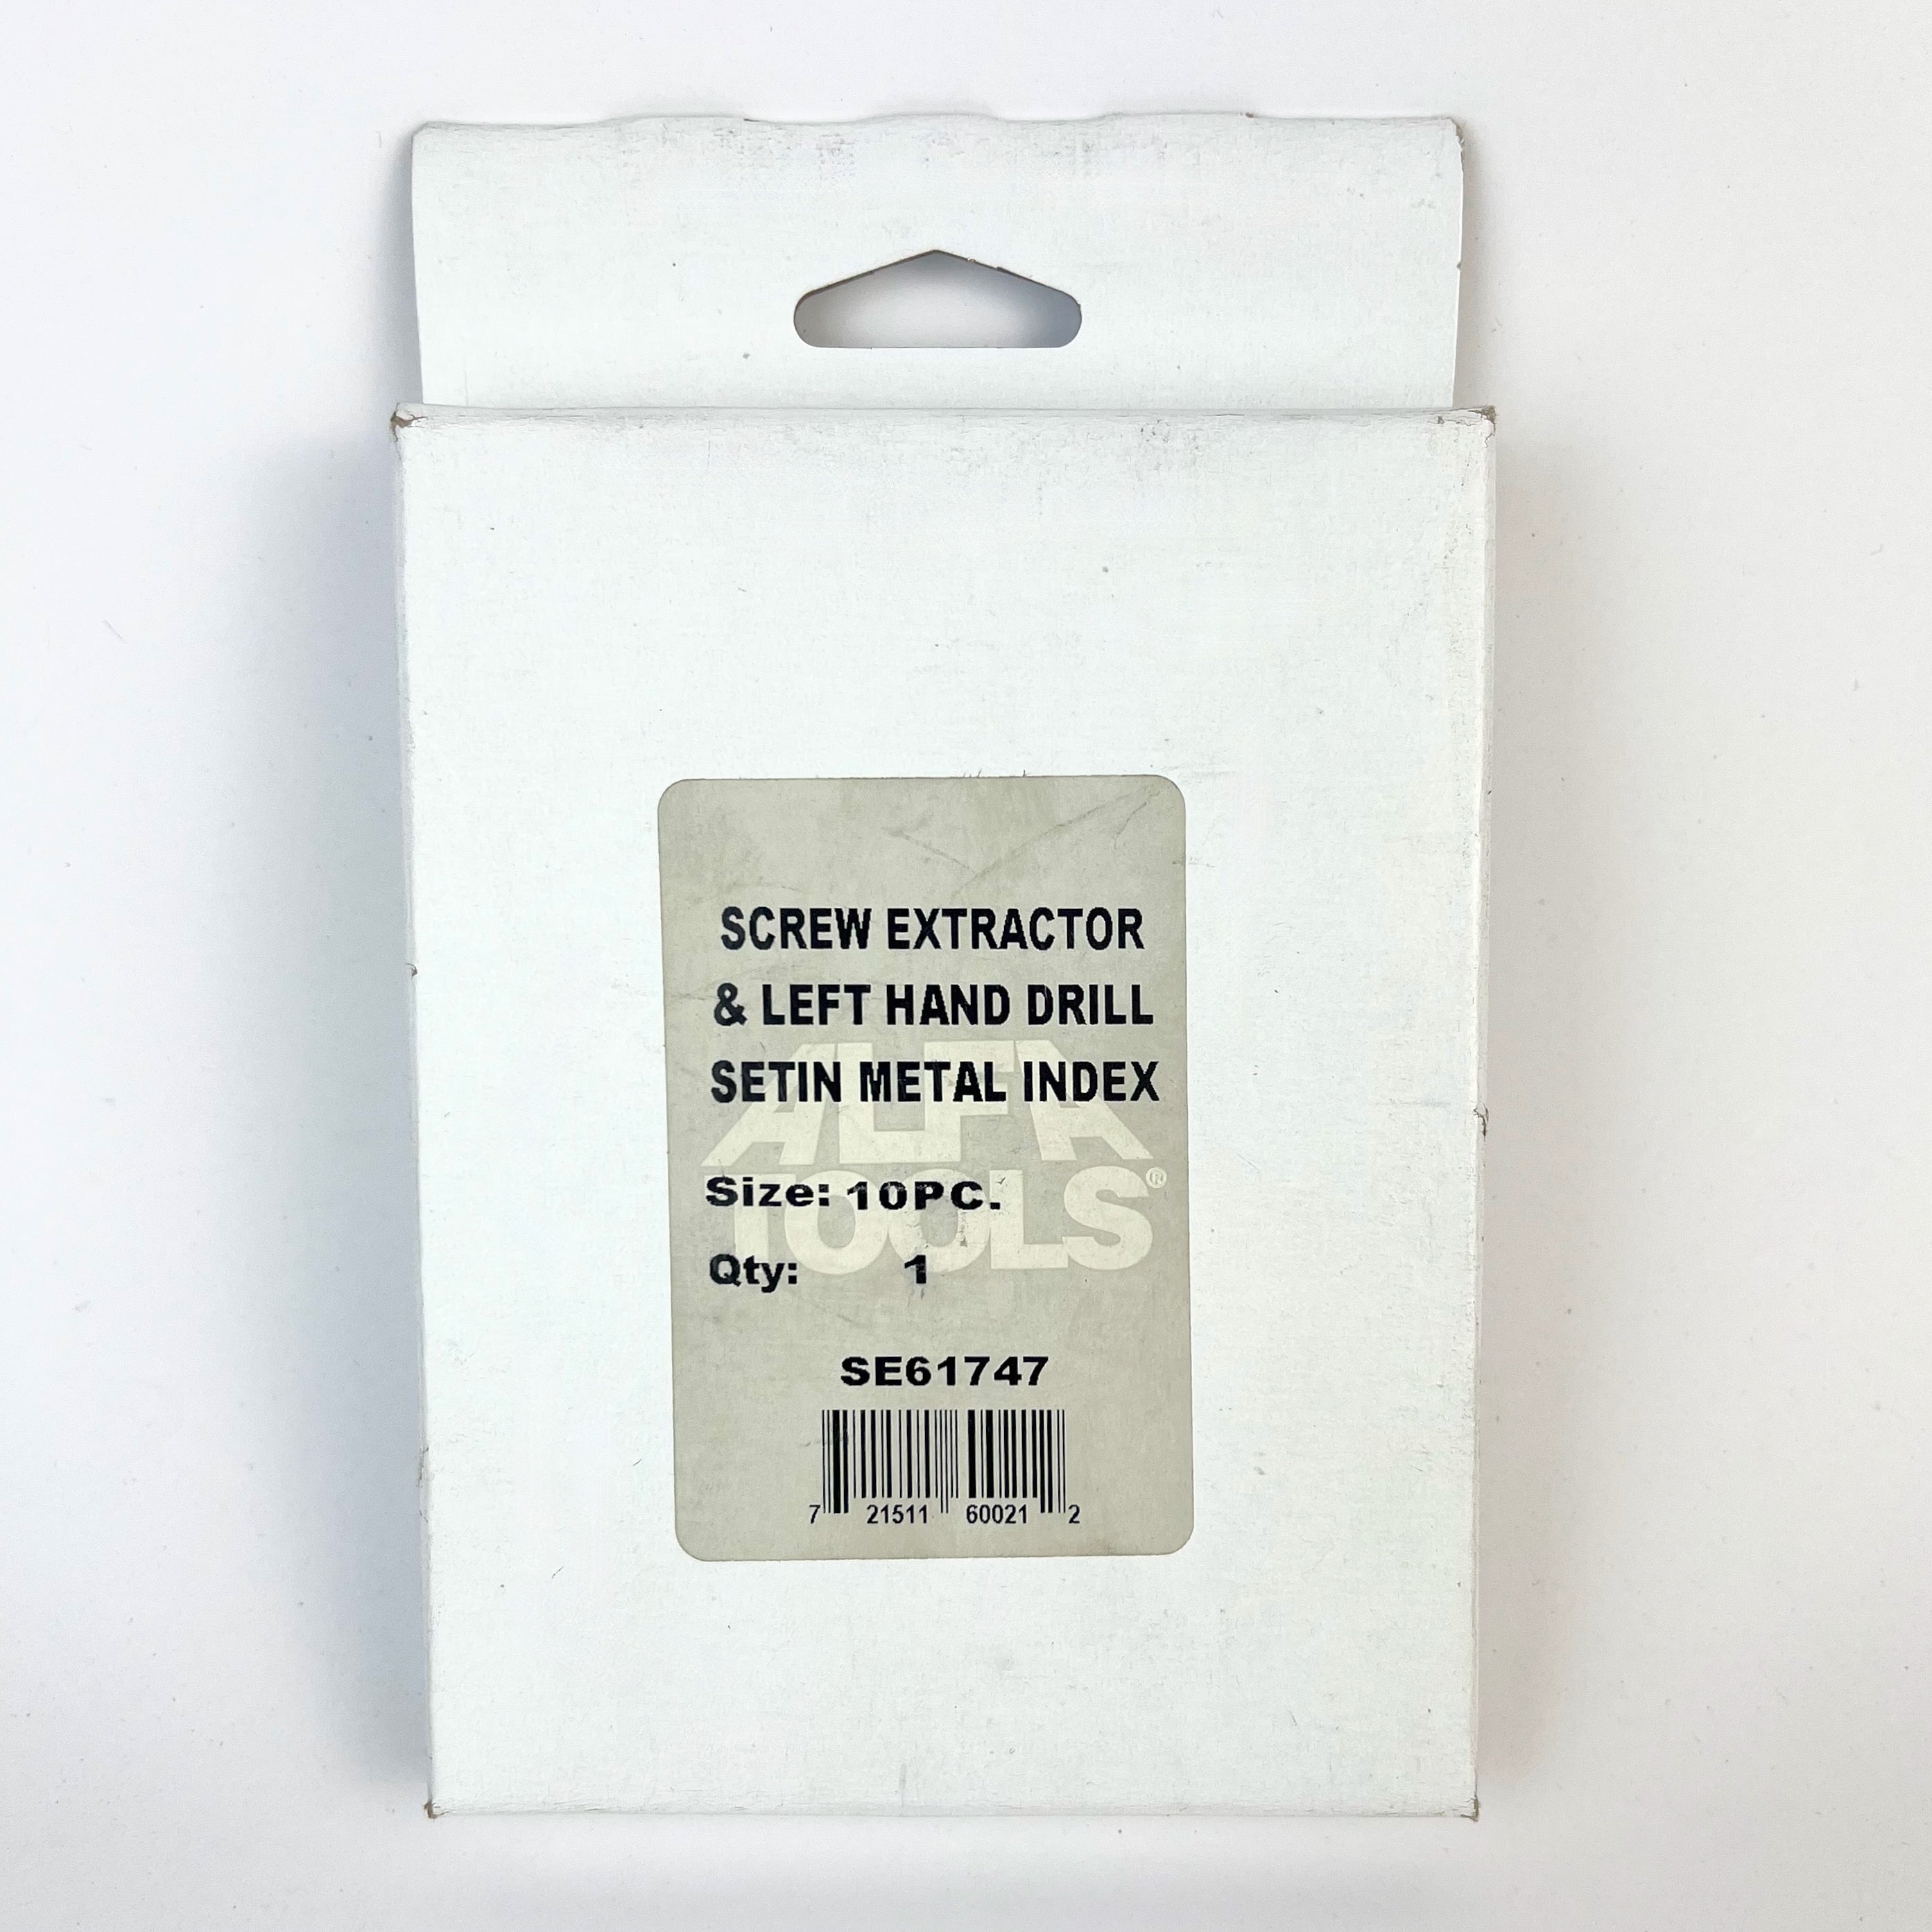 SCREW EXTRACTOR
& LEFT HAND DRILL
SETIN METAL INDEX
ALFA
TOOLS®
Size: 10PC.
Qty: 1
SE61747
7 21511 60021 2